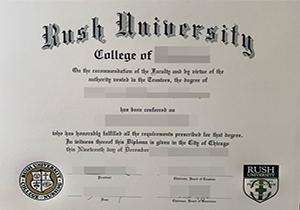 Rush University
College of
On the recommendation of the Faculty and by virtue of the
authority vested in the Trustees, the degree of
has been conferred on
who has honorably fulfilled all the requirements prescribed for that degree.
In witness thereof this Diploma is given in the City of Chicago
this Nineteenth day of December
President
Chairman, Board of Trustees
Dean
Secretary, Board of Trustees
RUSH
UNIVERSITY